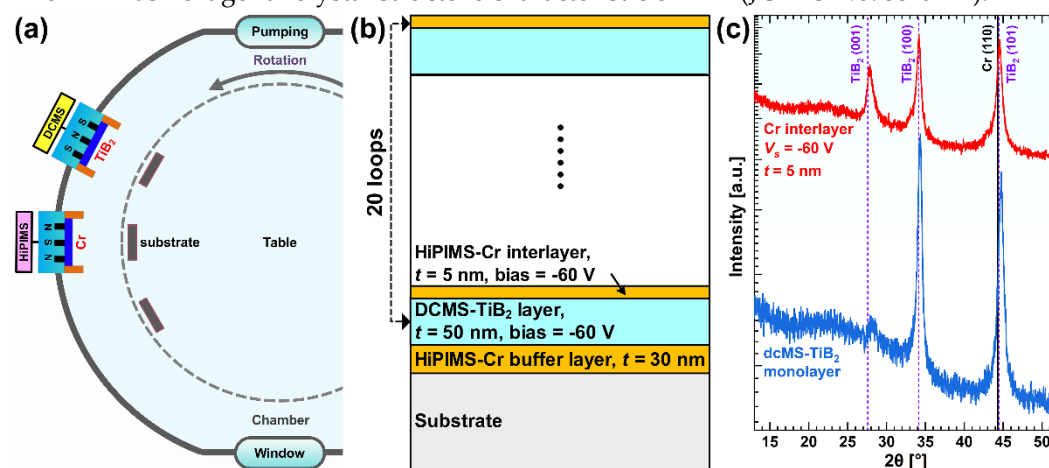 (a)
Pumping
Rotation
DCMS
S N S
TiB₂
HiPIMS
N S N
Cr
substrate
Table
Chamber
Window
(b)
20 loops
HiPIMS-Cr interlayer,
t = 5 nm, bias = -60 V
DCMS-TiB₂ layer,
t = 50 nm, bias = -60 V
HiPIMS-Cr buffer layer, t = 30 nm
Substrate
(c)
TiB₂ (001)
TiB₂ (100)
Cr (110)
TiB₂ (101)
Cr interlayer
Vₛ = -60 V
t = 5 nm
dcMS-TiB₂
monolayer
Intensity [a.u.]
15 20 25 30 35 40 45 50
2θ [°]